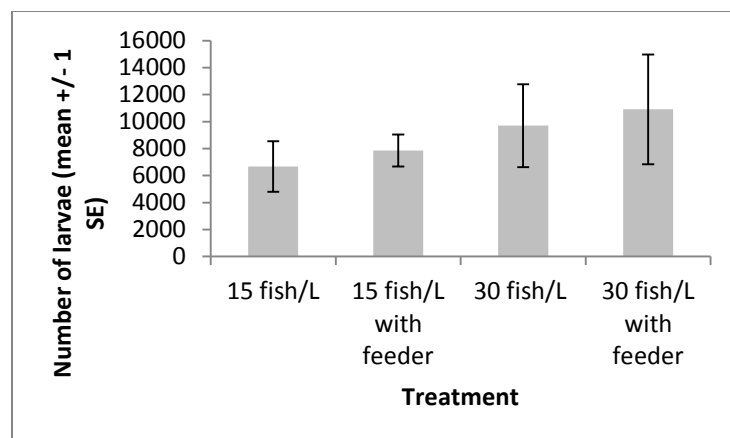 Number of larvae (mean +/- 1
SE)
16000
14000
12000
10000
8000
6000
4000
2000
0
15 fish/L
15 fish/L
with
feeder
30 fish/L
30 fish/L
with
feeder
Treatment